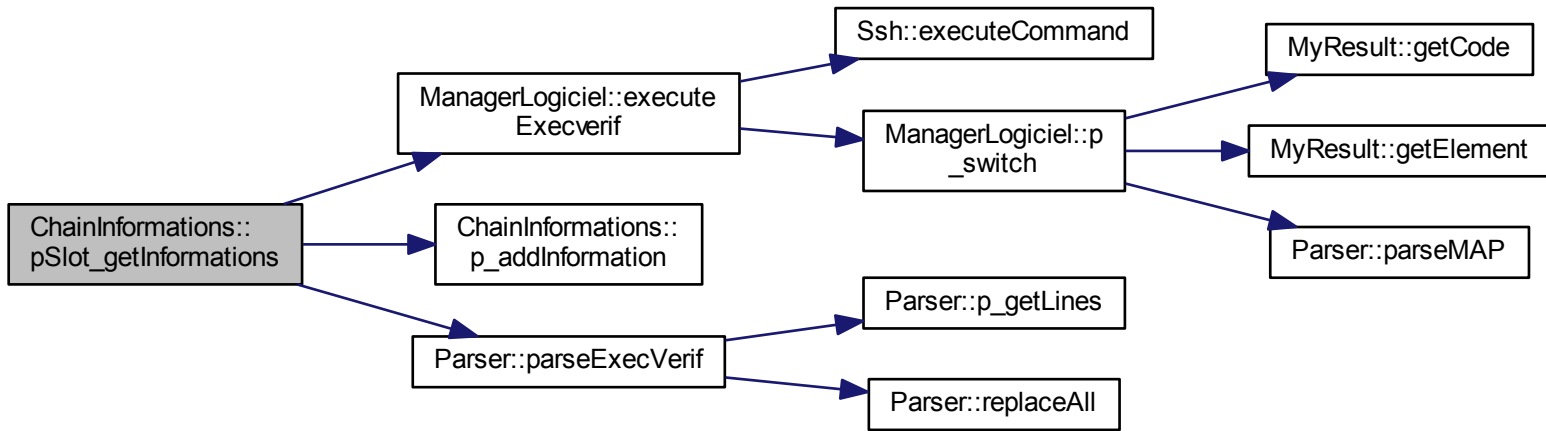 ChainInformations::
pSlot_getInformations
ManagerLogiciel::execute
Execverif
ChainInformations::
p_addInformation
Parser::parseExecVerif
Ssh::executeCommand
ManagerLogiciel::p
_switch
Parser::p_getLines
Parser::replaceAll
MyResult::getCode
MyResult::getElement
Parser::parseMAP